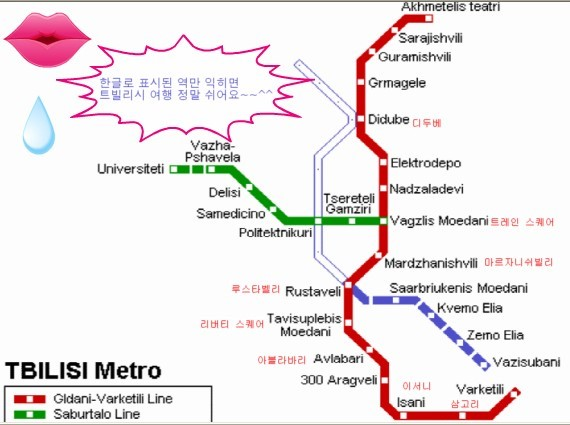 Akhmetelis teatri
Sarajishvili
Guramishvili
한글로 표시된 역만 익히면
트빌리시 여행 정말 쉬어요~~^^
Grmagele
Didube 디두베
Vazha-
Pshavela
Universiteti
Elektrodepo
Delisi
Nadzaladevi
Tsereteli
Gamziri
Samedicino
Vagzlis Moedani 트레인 스퀘어
Politektnikuri
Mardzhanishvili 마르자니쉬빌리
루스타벨리 Rustaveli
Saarbriukenis Moedani
Kvemo Elia
리버티 스퀘어 Tavisuplebis
Moedani
Zemo Elia
아블라바리 Avlabari
Vazisubani
TBILISI Metro
300 Aragveli
이서니
Isani
삼고리
Varketili
Gldani-Varketili Line
Saburtalo Line